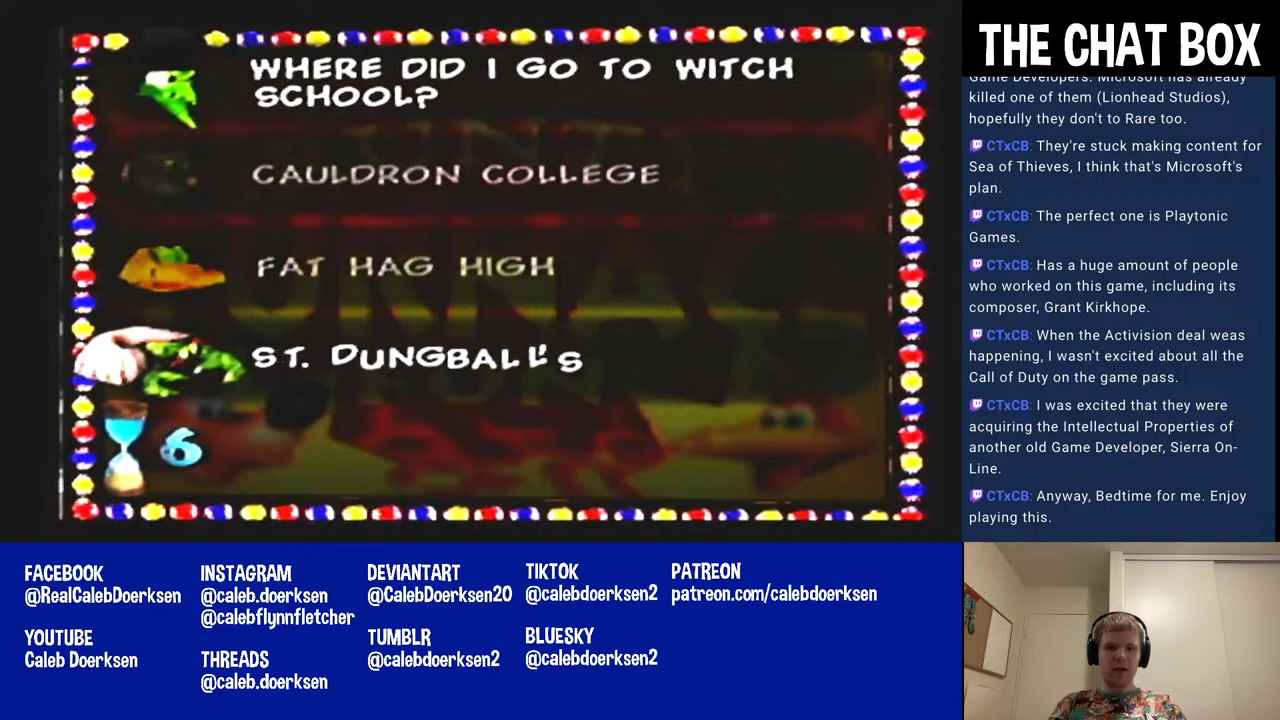 WHERE DID I GO TO WITCH
SCHOOL?
CAULDRON COLLEGE
FAT HAG HIGH
ST. DUNGBALL'S
6
THE CHAT BOX
Game Developers. Microsoft has already
killed one of them (Lionhead Studios),
hopefully they don't to Rare too.
CTxCB: They're stuck making content for
Sea of Thieves, I think that's Microsoft's
plan.
CTxCB: The perfect one is Playtonic
Games.
CTxCB: Has a huge amount of people
who worked on this game, including its
composer, Grant Kirkhope.
CTxCB: When the Activision deal weas
happening, I wasn't excited about all the
Call of Duty on the game pass.
CTxCB: I was excited that they were
acquiring the Intellectual Properties of
another old Game Developer, Sierra On-
Line.
CTxCB: Anyway, Bedtime for me. Enjoy
playing this.
FACEBOOK
@RealCalebDoerksen
YOUTUBE
Caleb Doerksen
INSTAGRAM
@caleb.doerksen
@calebflynnfletcher
THREADS
@caleb.doerksen
DEVIANTART
@CalebDoerksen20
TUMBLR
@calebdoerksen2
TIKTOK
@calebdoerksen2
BLUESKY
@calebdoerksen2
PATREON
patreon.com/calebdoerksen